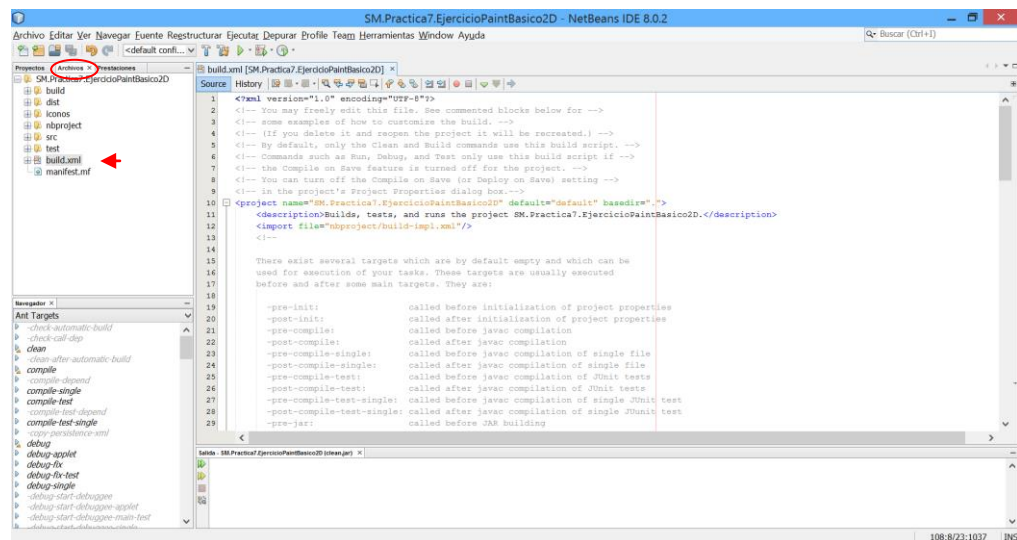 SM.Practica7.EjercicioPaintBasico2D - NetBeans IDE 8.0.2
Archivo Editar Ver Navegar Fuente Reestructurar Ejecutar Depurar Profile Team Herramientas Window Ayuda
Buscar (Ctrl+I)
<default confi...
Proyectos Archivos × Prestaciones
SM.Practica7.EjercicioPaintBasico2D
build
dist
iconos
nbproject
src
test
build.xml
manifest.mf
Navegador ×
Ant Targets
-check-automatic-build
-check-call-dep
clean
-clean-after-automatic-build
compile
-compile-depend
compile-single
compile-test
-compile-test-depend
compile-test-single
-copy-persistence-xml
debug
debug-applet
debug-fix
debug-fix-test
debug-single
-debug-start-debuggee
-debug-start-debuggee-applet
-debug-start-debuggee-main-test
-debug-start-debuggee-single
build.xml [SM.Practica7.EjercicioPaintBasico2D] ×
Source History
1 <?xml version="1.0" encoding="UTF-8"?>
2 <!-- You may freely edit this file. See commented blocks below for -->
3 <!-- some examples of how to customize the build. -->
4 <!-- (If you delete it and reopen the project it will be recreated.) -->
5 <!-- By default, only the Clean and Build commands use this build script. -->
6 <!-- Commands such as Run, Debug, and Test only use this build script if -->
7 <!-- the Compile on Save feature is turned off for the project. -->
8 <!-- You can turn off the Compile on Save (or Deploy on Save) setting -->
9 <!-- in the project's Project Properties dialog box.-->
10 <project name="SM.Practica7.EjercicioPaintBasico2D" default="default" basedir=".">
11 <description>Builds, tests, and runs the project SM.Practica7.EjercicioPaintBasico2D.</description>
12 <import file="nbproject/build-impl.xml"/>
13 <!--
14
15 There exist several targets which are by default empty and which can be
16 used for execution of your tasks. These targets are usually executed
17 before and after some main targets. They are:
18
19 -pre-init: called before initialization of project properties
20 -post-init: called after initialization of project properties
21 -pre-compile: called before javac compilation
22 -post-compile: called after javac compilation
23 -pre-compile-single: called before javac compilation of single file
24 -post-compile-single: called after javac compilation of single file
25 -pre-compile-test: called before javac compilation of JUnit tests
26 -post-compile-test: called after javac compilation of JUnit tests
27 -pre-compile-test-single: called before javac compilation of single JUnit test
28 -post-compile-test-single: called after javac compilation of single JUunit test
29 -pre-jar: called before JAR building
Salida - SM.Practica7.EjercicioPaintBasico2D (clean,jar) ×
108:8/23:1037 INS